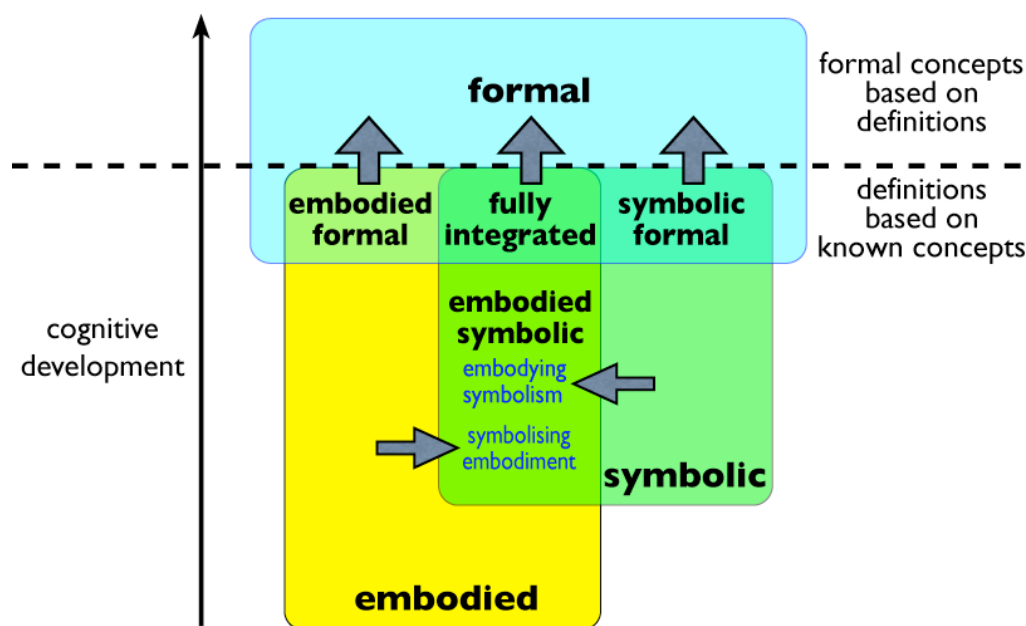 formal
formal concepts
based on
definitions
embodied
formal
fully
integrated
symbolic
formal
definitions
based on
known concepts
cognitive
development
embodied
symbolic
embodying
symbolism
symbolising
embodiment
symbolic
embodied